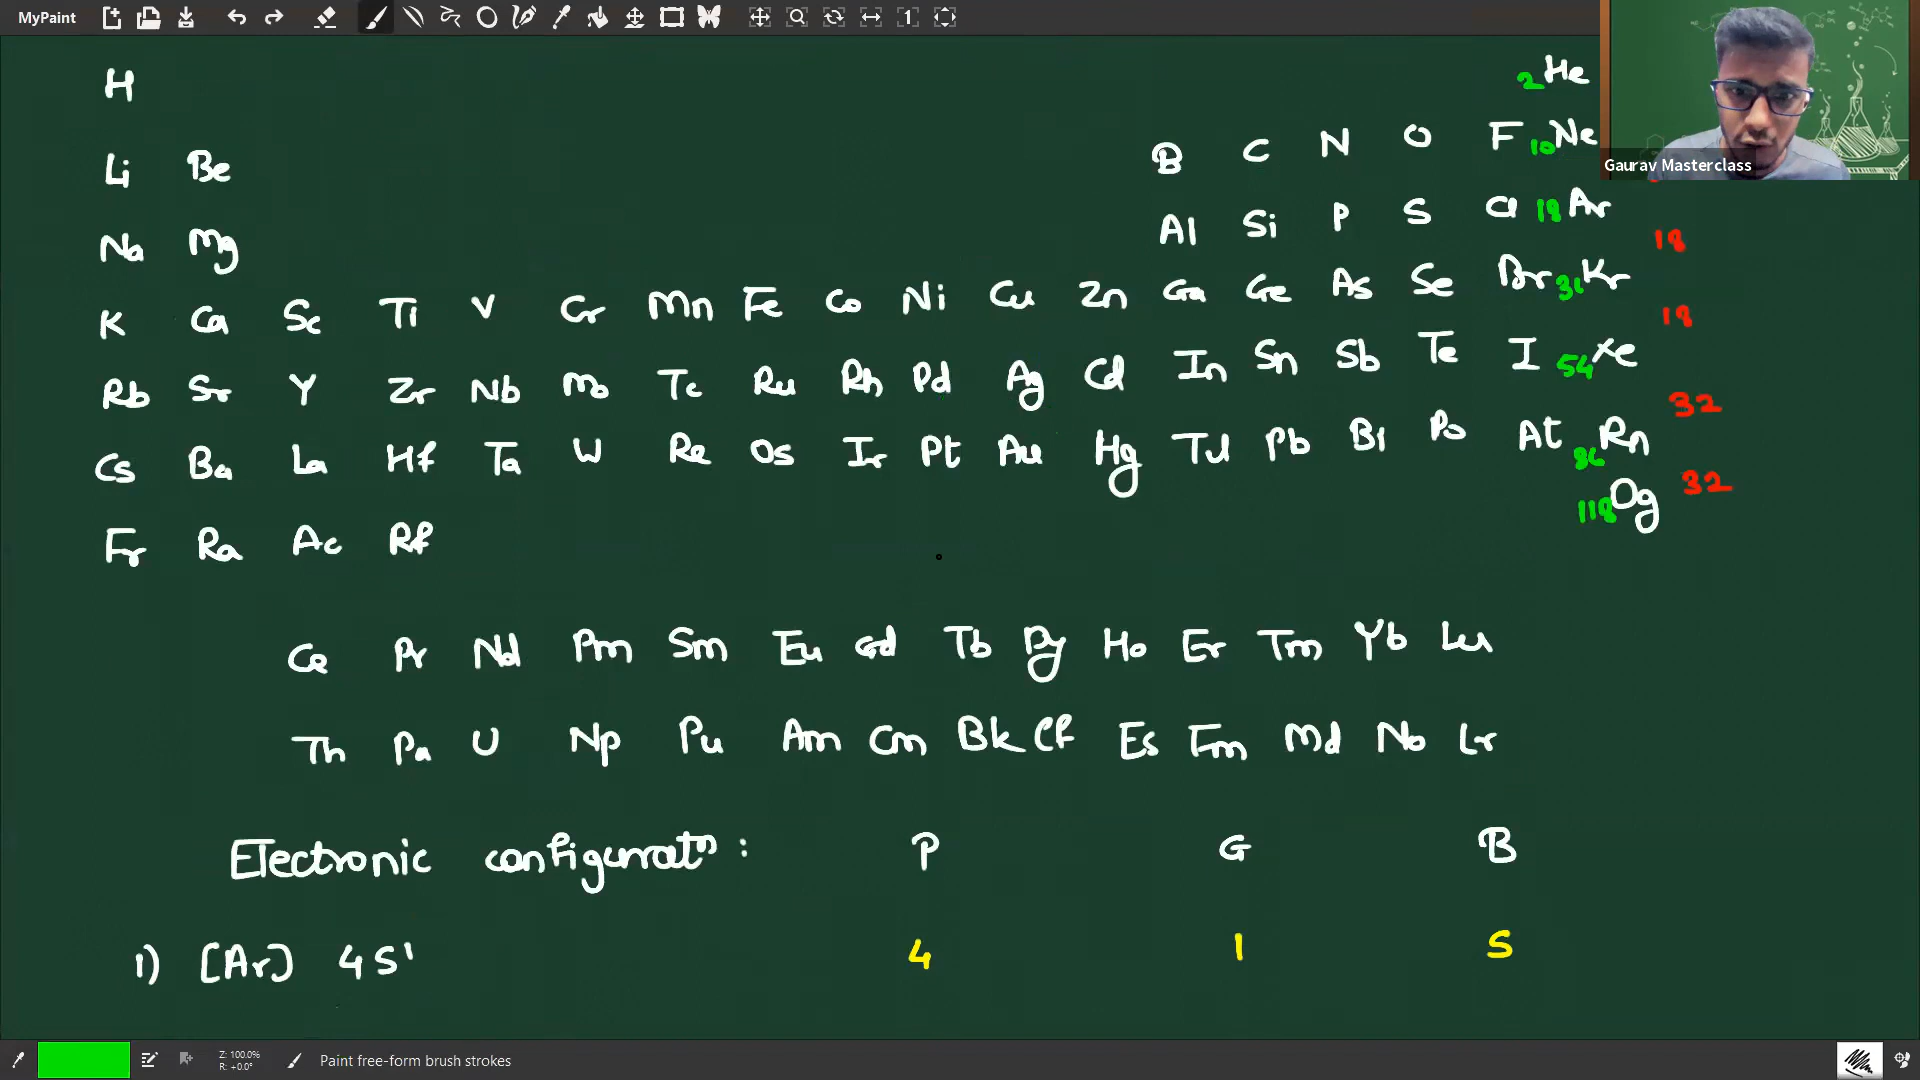 MyPaint
H 2He
Li Be B C N O F 10Ne
Gaurav Masterclass
Na Mg Al Si P S Cl 18Ar
18
K Ca Sc Ti V Cr Mn Fe Co Ni Cu Zn Ga Ge As Se Br 36Kr
18
Rb Sr Y Zr Nb Mo Tc Ru Rh Pd Ag Cd In Sn Sb Te I 54Xe
32
Cs Ba La Hf Ta W Re Os Ir Pt Au Hg Tl Pb Bi Po At 86Rn
32
Fr Ra Ac Rf 118Og
Ce Pr Nd Pm Sm Eu Gd Tb Dy Ho Er Tm Yb Lu
Th Pa U Np Pu Am Cm Bk Cf Es Fm Md No Lr
Electronic configuratn : P G B
1) [Ar] 4S¹ 4 1 S
Z: 100.0%
R: +0.0°
Paint free-form brush strokes